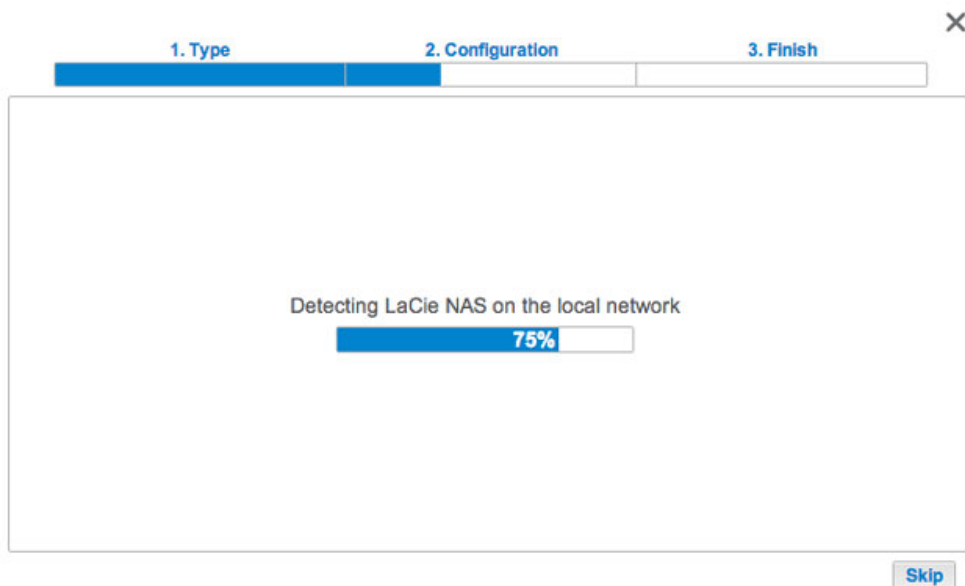 1. Type 2. Configuration 3. Finish
Detecting LaCie NAS on the local network
75%
Skip